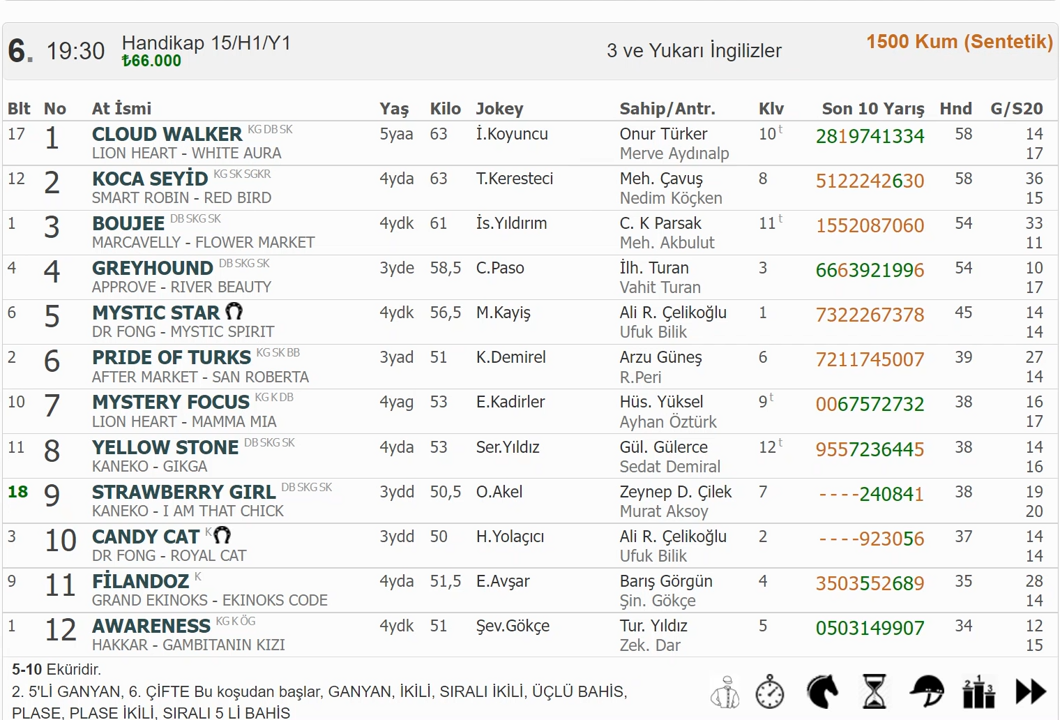 6. 19:30 Handikap 15/H1/Y1 3 ve Yukarı İngilizler 1500 Kum (Sentetik)
₺66.000
Blt No At İsmi Yaş Kilo Jokey Sahip/Antr. Klv Son 10 Yarış Hnd G/S20
17 1 CLOUD WALKER KG DB SK 5yaa 63 İ.Koyuncu Onur Türker 10 t 2819741334 58 14
LION HEART - WHITE AURA Merve Aydınalp 17
12 2 KOCA SEYİD KG SK SGKR 4yda 63 T.Keresteci Meh. Çavuş 8 5122242630 58 36
SMART ROBIN - RED BIRD Nedim Köçken 15
1 3 BOUJEE DB SKG SK 4ydk 61 İs.Yıldırım C. K Parsak 11 t 1552087060 54 33
MARCAVELLY - FLOWER MARKET Meh. Akbulut 11
4 4 GREYHOUND DB SKG SK 3yde 58,5 C.Paso İlh. Turan 3 6663921996 54 10
APPROVE - RIVER BEAUTY Vahit Turan 17
6 5 MYSTIC STAR 4ydk 56,5 M.Kayiş Ali R. Çelikoğlu 1 7322267378 45 14
DR FONG - MYSTIC SPIRIT Ufuk Bilik 14
2 6 PRIDE OF TURKS KG SK BB 3yad 51 K.Demirel Arzu Güneş 6 7211745007 39 27
AFTER MARKET - SAN ROBERTA R.Peri 14
10 7 MYSTERY FOCUS KG K DB 4yag 53 E.Kadirler Hüs. Yüksel 9 t 0067572732 38 16
LION HEART - MAMMA MIA Ayhan Öztürk 17
11 8 YELLOW STONE DB SKG SK 4yda 53 Ser.Yıldız Gül. Gülerce 12 t 9557236445 38 14
KANEKO - GIKGA Sedat Demiral 16
18 9 STRAWBERRY GIRL DB SKG SK 3ydd 50,5 O.Akel Zeynep D. Çilek 7 ----240841 38 19
KANEKO - I AM THAT CHICK Murat Aksoy 20
3 10 CANDY CAT K 3ydd 50 H.Yolaçıcı Ali R. Çelikoğlu 2 ----923056 37 14
DR FONG - ROYAL CAT Ufuk Bilik 14
9 11 FİLANDOZ K 4yda 51,5 E.Avşar Barış Görgün 4 3503552689 35 28
GRAND EKINOKS - EKINOKS CODE Şin. Gökçe 14
1 12 AWARENESS KG K ÖG 4ydk 51 Şev.Gökçe Tur. Yıldız 5 0503149907 34 12
HAKKAR - GAMBITANIN KIZI Zek. Dar 15
5-10 Eküridir.
2. 5'Lİ GANYAN, 6. ÇİFTE Bu koşudan başlar, GANYAN, İKİLİ, SIRALI İKİLİ, ÜÇLÜ BAHİS,
PLASE, PLASE İKİLİ, SIRALI 5 Lİ BAHİS
2 1 3